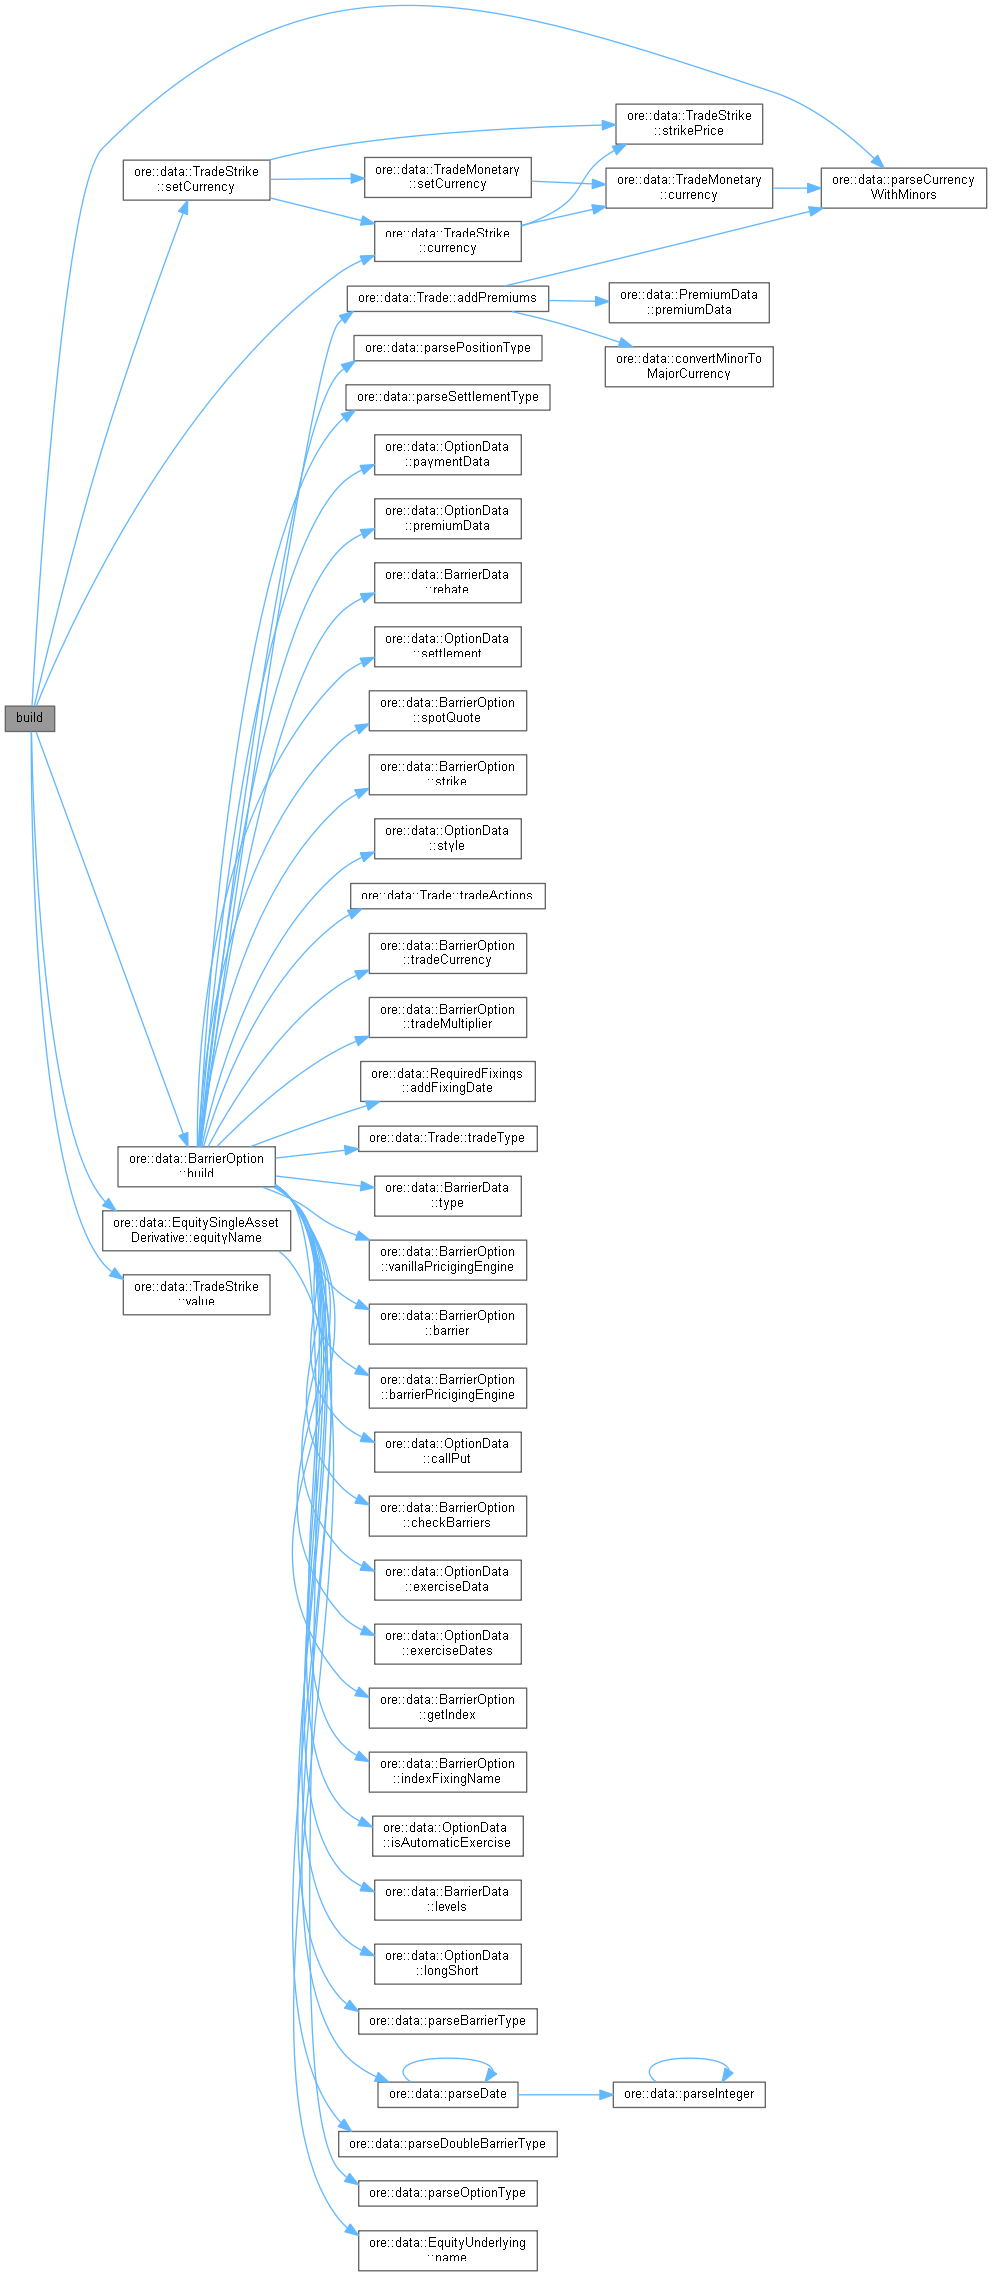 ore::data::TradeStrike
::strikePrice
ore::data::TradeStrike
::setCurrency
ore::data::TradeMonetary
::setCurrency
ore::data::TradeMonetary
::currency
ore::data::parseCurrency
WithMinors
ore::data::TradeStrike
::currency
ore::data::Trade::addPremiums
ore::data::PremiumData
::premiumData
ore::data::parsePositionType
ore::data::convertMinorTo
MajorCurrency
ore::data::parseSettlementType
ore::data::OptionData
::paymentData
ore::data::OptionData
::premiumData
ore::data::BarrierData
::rebate
ore::data::OptionData
::settlement
ore::data::BarrierOption
::spotQuote
build
ore::data::BarrierOption
::strike
ore::data::OptionData
::style
ore::data::Trade::tradeActions
ore::data::BarrierOption
::tradeCurrency
ore::data::BarrierOption
::tradeMultiplier
ore::data::RequiredFixings
::addFixingDate
ore::data::Trade::tradeType
ore::data::BarrierOption
::build
ore::data::BarrierData
::type
ore::data::EquitySingleAsset
Derivative::equityName
ore::data::BarrierOption
::vanillaPricigingEngine
ore::data::TradeStrike
::value
ore::data::BarrierOption
::barrier
ore::data::BarrierOption
::barrierPricigingEngine
ore::data::OptionData
::callPut
ore::data::BarrierOption
::checkBarriers
ore::data::OptionData
::exerciseData
ore::data::OptionData
::exerciseDates
ore::data::BarrierOption
::getIndex
ore::data::BarrierOption
::indexFixingName
ore::data::OptionData
::isAutomaticExercise
ore::data::BarrierData
::levels
ore::data::OptionData
::longShort
ore::data::parseBarrierType
ore::data::parseDate
ore::data::parseInteger
ore::data::parseDoubleBarrierType
ore::data::parseOptionType
ore::data::EquityUnderlying
::name